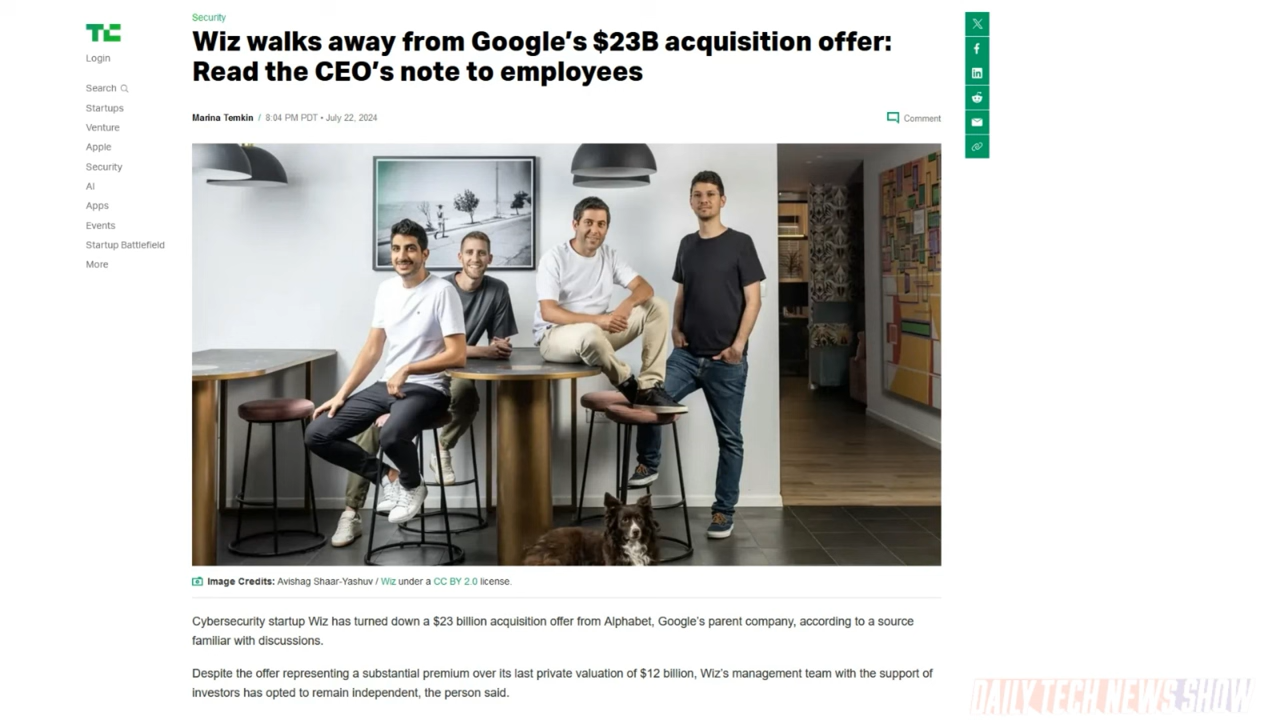 TC
Login
Search
Startups
Venture
Apple
Security
AI
Apps
Events
Startup Battlefield
More
Security
Wiz walks away from Google’s $23B acquisition offer:
Read the CEO’s note to employees
Marina Temkin / 8:04 PM PDT • July 22, 2024
Comment
Image Credits: Avishag Shaar-Yashuv / Wiz under a CC BY 2.0 license.
Cybersecurity startup Wiz has turned down a $23 billion acquisition offer from Alphabet, Google’s parent company, according to a source
familiar with discussions.
Despite the offer representing a substantial premium over its last private valuation of $12 billion, Wiz’s management team with the support of
investors has opted to remain independent, the person said.
DAILY TECH NEWS SHOW